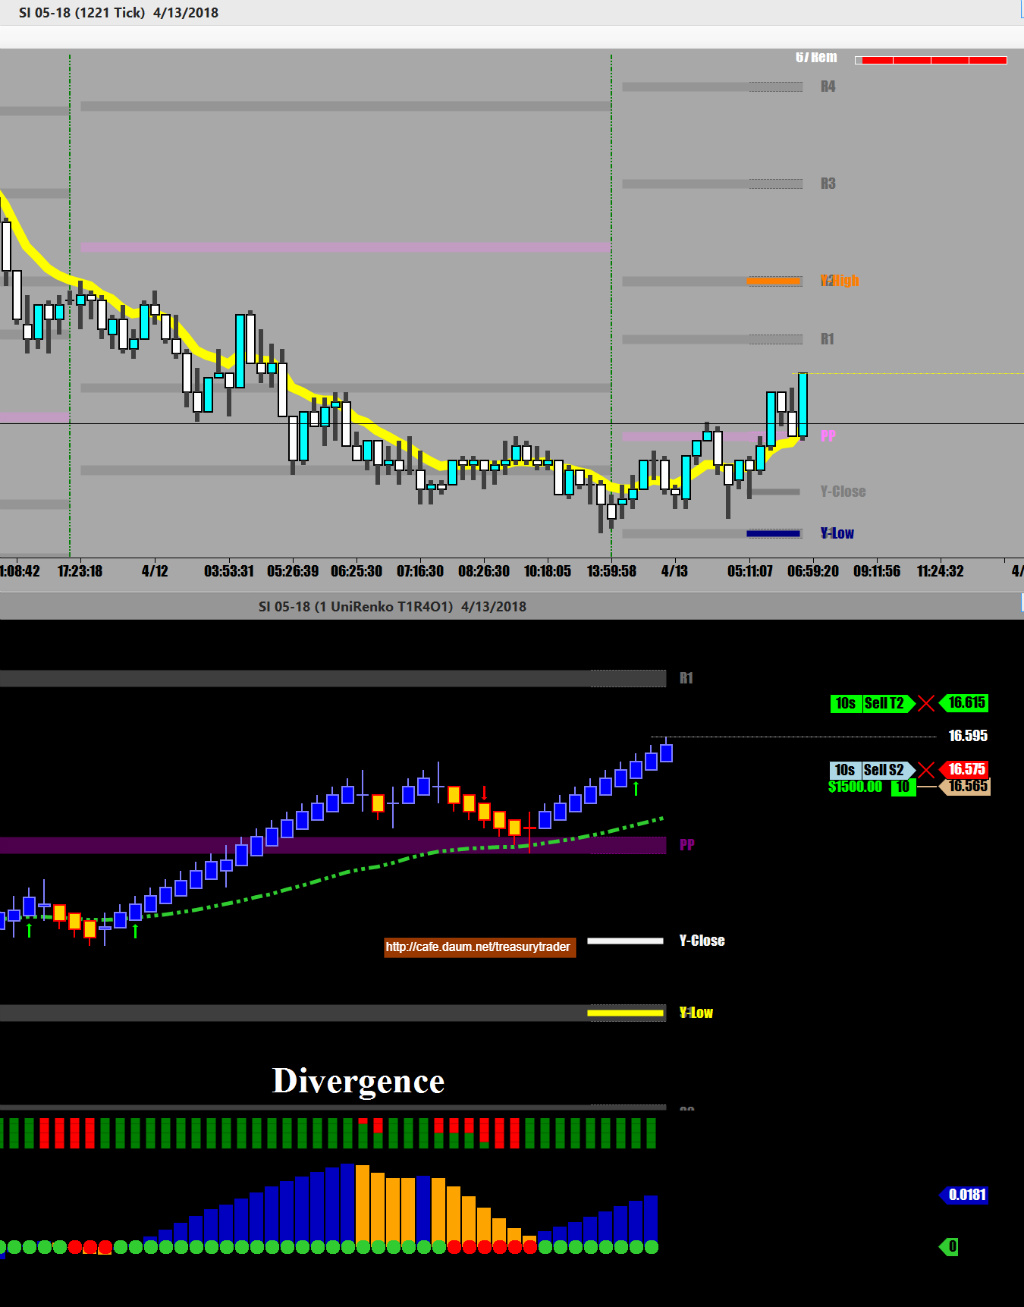 SI 05-18 (1221 Tick) 4/13/2018
67 Rem
R4
R3
Y-High
R1
PP
Y-Close
Y-Low
1:08:42 17:23:18 4/12 03:53:31 05:26:39 06:25:30 07:16:30 08:26:30 10:18:05 13:59:58 4/13 05:11:07 06:59:20 09:11:56 11:24:32 4/
SI 05-18 (1 UniRenko T1R4O1) 4/13/2018
R1
10s Sell T2 16.615
16.595
10s Sell S2 16.575
$1500.00 10 16.565
PP
http://cafe.daum.net/treasurytrader
Y-Close
Y-Low
Divergence
0.0181
0